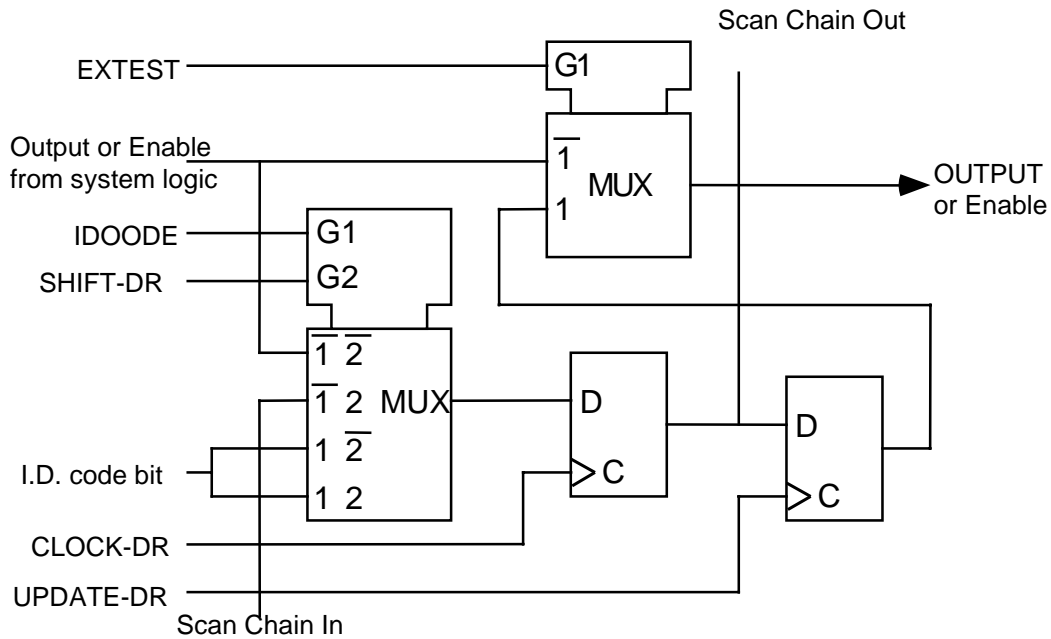 Scan Chain Out
EXTEST
G1
Output or Enable
from system logic
1̅
MUX
1
OUTPUT
or Enable
IDOODE
G1
SHIFT-DR
G2
1̅ 2̅
1̅ 2 MUX
1 2̅
1 2
I.D. code bit
D
C
D
C
CLOCK-DR
UPDATE-DR
Scan Chain In